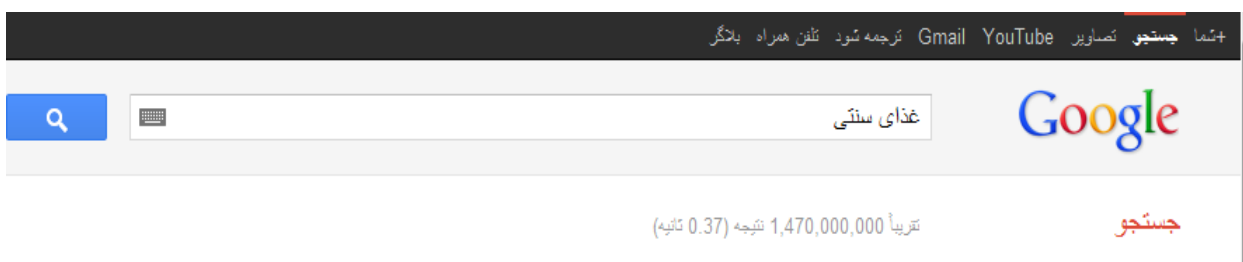 +شما جستجو تصاویر YouTube Gmail ترجمه شود تلفن همراه بلاگر
Google غذای سنتی
جستجو تقریباً 1,470,000,000 نتیجه (0.37 ثانیه)